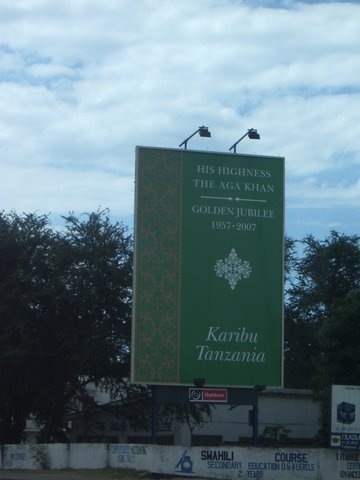 HIS HIGHNESS
THE AGA KHAN
GOLDEN JUBILEE
1957 • 2007
Karibu
Tanzania
Outdoor
SWAHILI COURSE
SECONDARY EDUCATION O & A LEVELS
2 YEARS